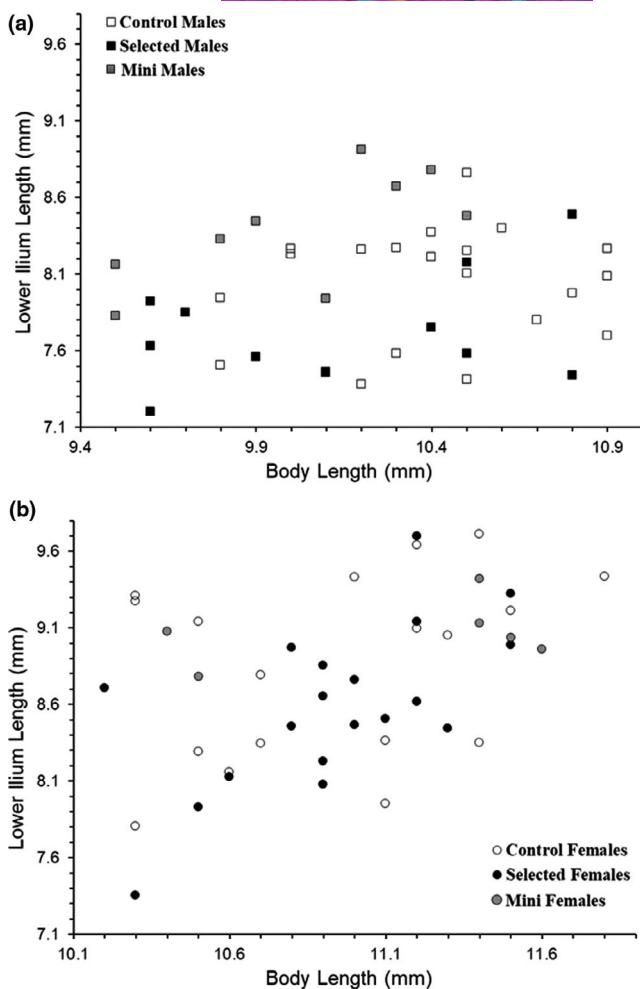 (a)
Control Males
Selected Males
Mini Males
Lower Ilium Length (mm)
9.6
9.1
8.6
8.1
7.6
7.1
9.4 9.9 10.4 10.9
Body Length (mm)
(b)
Lower Ilium Length (mm)
9.6
9.1
8.6
8.1
7.6
7.1
Control Females
Selected Females
Mini Females
10.1 10.6 11.1 11.6
Body Length (mm)